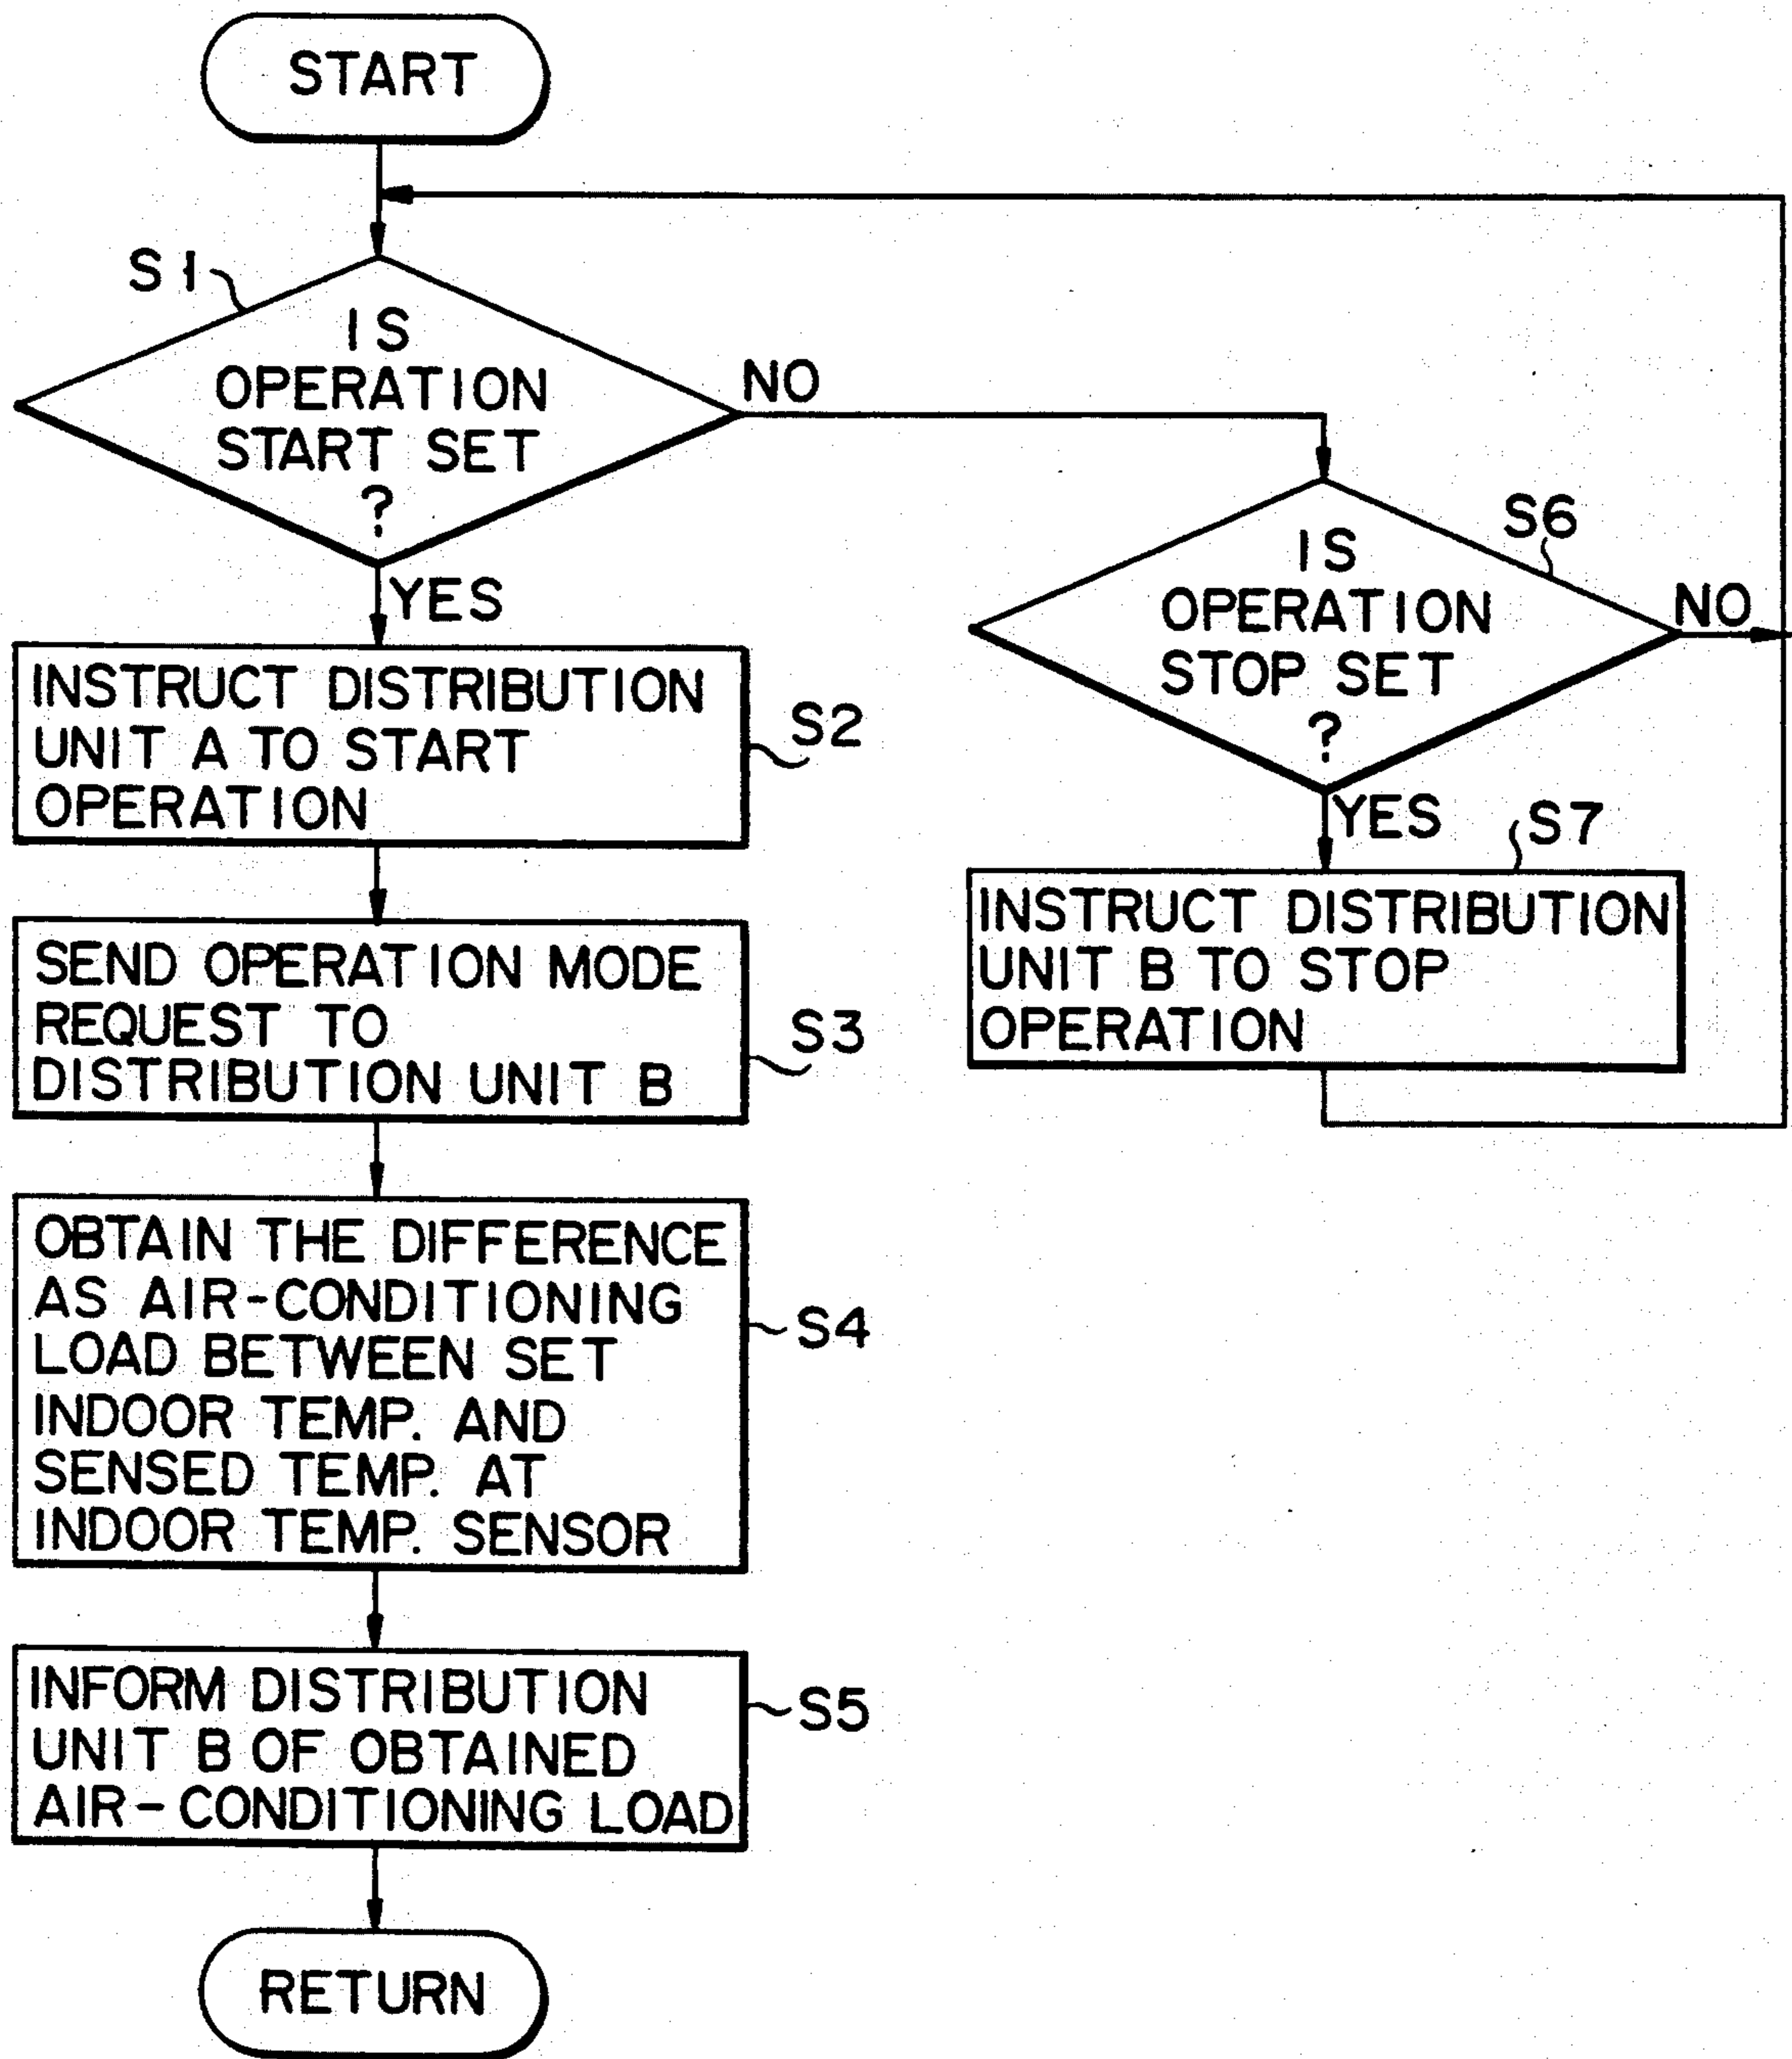 START
S1
IS
OPERATION
START SET
?
NO
YES
INSTRUCT DISTRIBUTION
UNIT A TO START
OPERATION
S2
SEND OPERATION MODE
REQUEST TO
DISTRIBUTION UNIT B
S3
OBTAIN THE DIFFERENCE
AS AIR-CONDITIONING
LOAD BETWEEN SET
INDOOR TEMP. AND
SENSED TEMP. AT
INDOOR TEMP. SENSOR
S4
INFORM DISTRIBUTION
UNIT B OF OBTAINED
AIR-CONDITIONING LOAD
S5
RETURN
S6
IS
OPERATION
STOP SET
?
NO
YES
S7
INSTRUCT DISTRIBUTION
UNIT B TO STOP
OPERATION